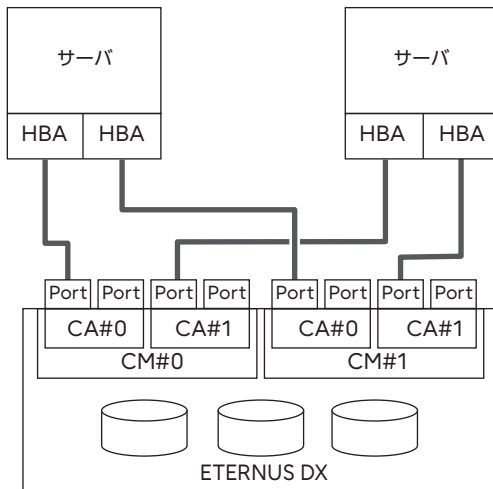 サーバ サーバ
HBA HBA HBA HBA
Port Port Port Port Port Port Port Port
CA#0 CA#1 CA#0 CA#1
CM#0 CM#1
ETERNUS DX